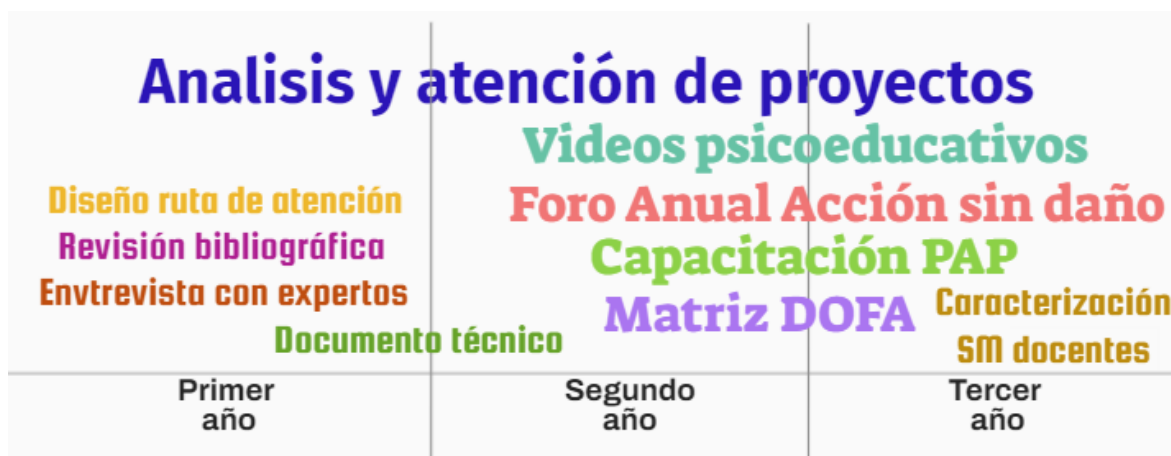 Analisis y atención de proyectos
Videos psicoeducativos
Diseño ruta de atención
Foro Anual Acción sin daño
Revisión bibliográfica
Capacitación PAP
Envtrevista con expertos
Matriz DOFA
Caracterización
SM docentes
Documento técnico
Primer
año
Segundo
año
Tercer
año